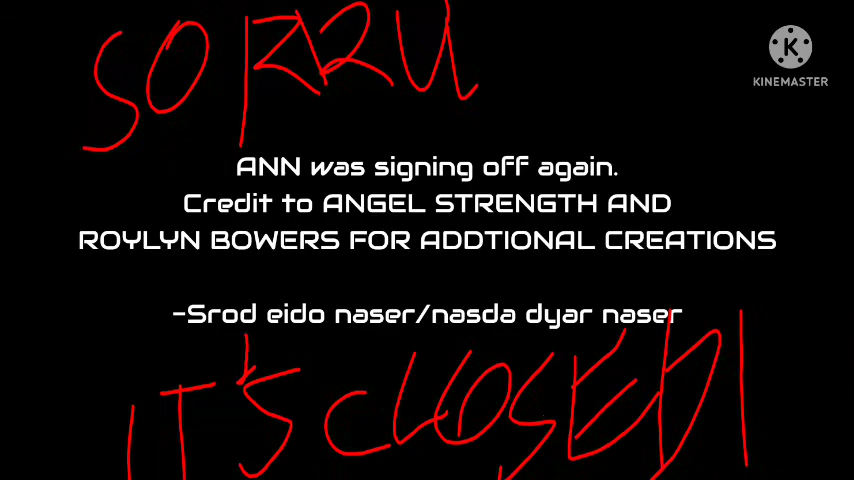 SORRY
KINEMASTER
ANN was signing off again.
Credit to ANGEL STRENGTH AND
ROYLYN BOWERS FOR ADDTIONAL CREATIONS
-Srod eido naser/nasda dyar naser
IT'S CLOSED!